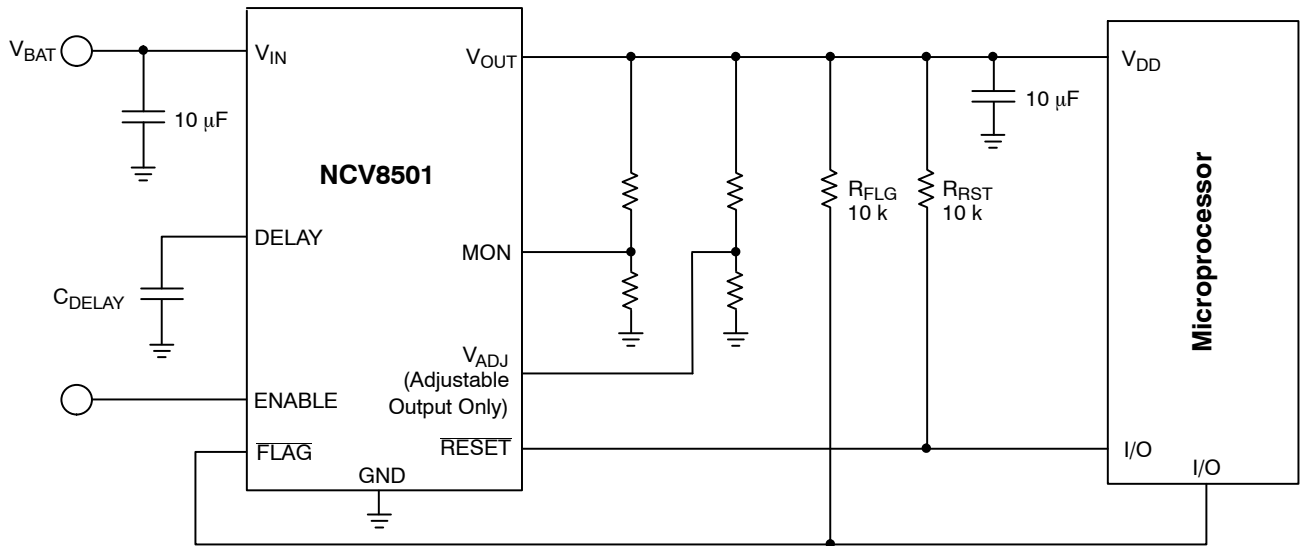 V_BAT
V_IN
10 μF
NCV8501
DELAY
C_DELAY
ENABLE
FLAG
GND
V_OUT
MON
V_ADJ
(Adjustable
Output Only)
RESET
R_FLG
10 k
R_RST
10 k
10 μF
V_DD
Microprocessor
I/O
I/O